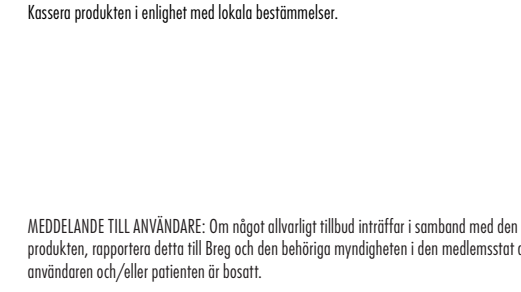 Kassera produkten i enlighet med lokala bestämmelser.
MEDDELANDE TILL ANVÄNDARE: Om något allvarligt tillbud inträffar i samband med den
produkten, rapportera detta till Breg och den behöriga myndigheten i den medlemsstat
användaren och/eller patienten är bosatt.